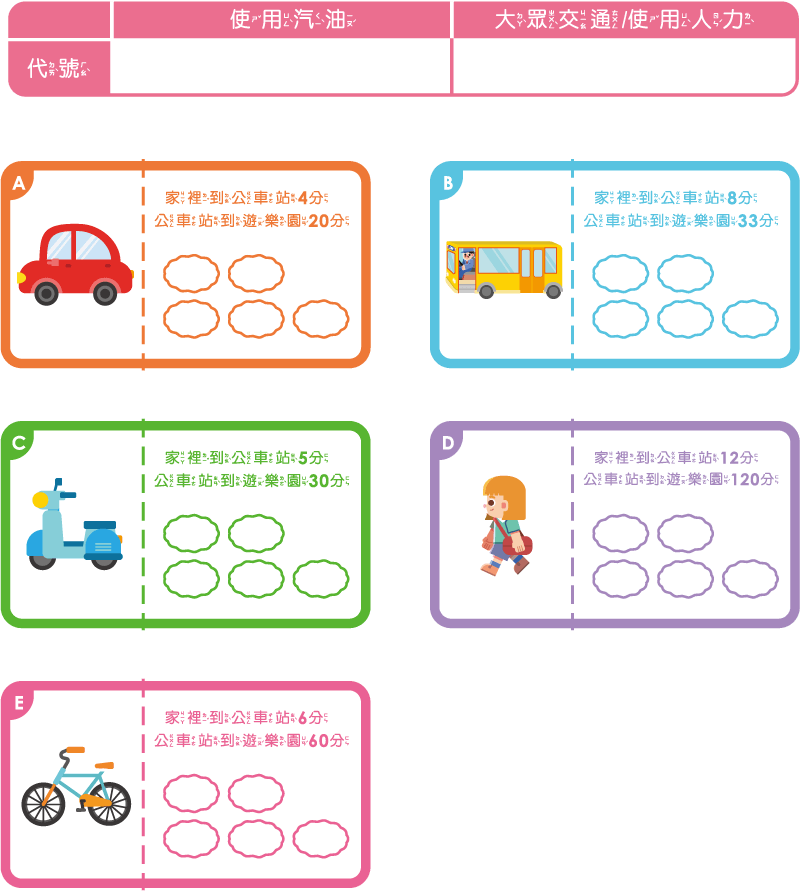 使用汽油
大眾交通/使用人力
代號
A
家裡到公車站4分
公車站到遊樂園20分
B
家裡到公車站8分
公車站到遊樂園33分
C
家裡到公車站5分
公車站到遊樂園30分
D
家裡到公車站12分
公車站到遊樂園120分
E
家裡到公車站6分
公車站到遊樂園60分